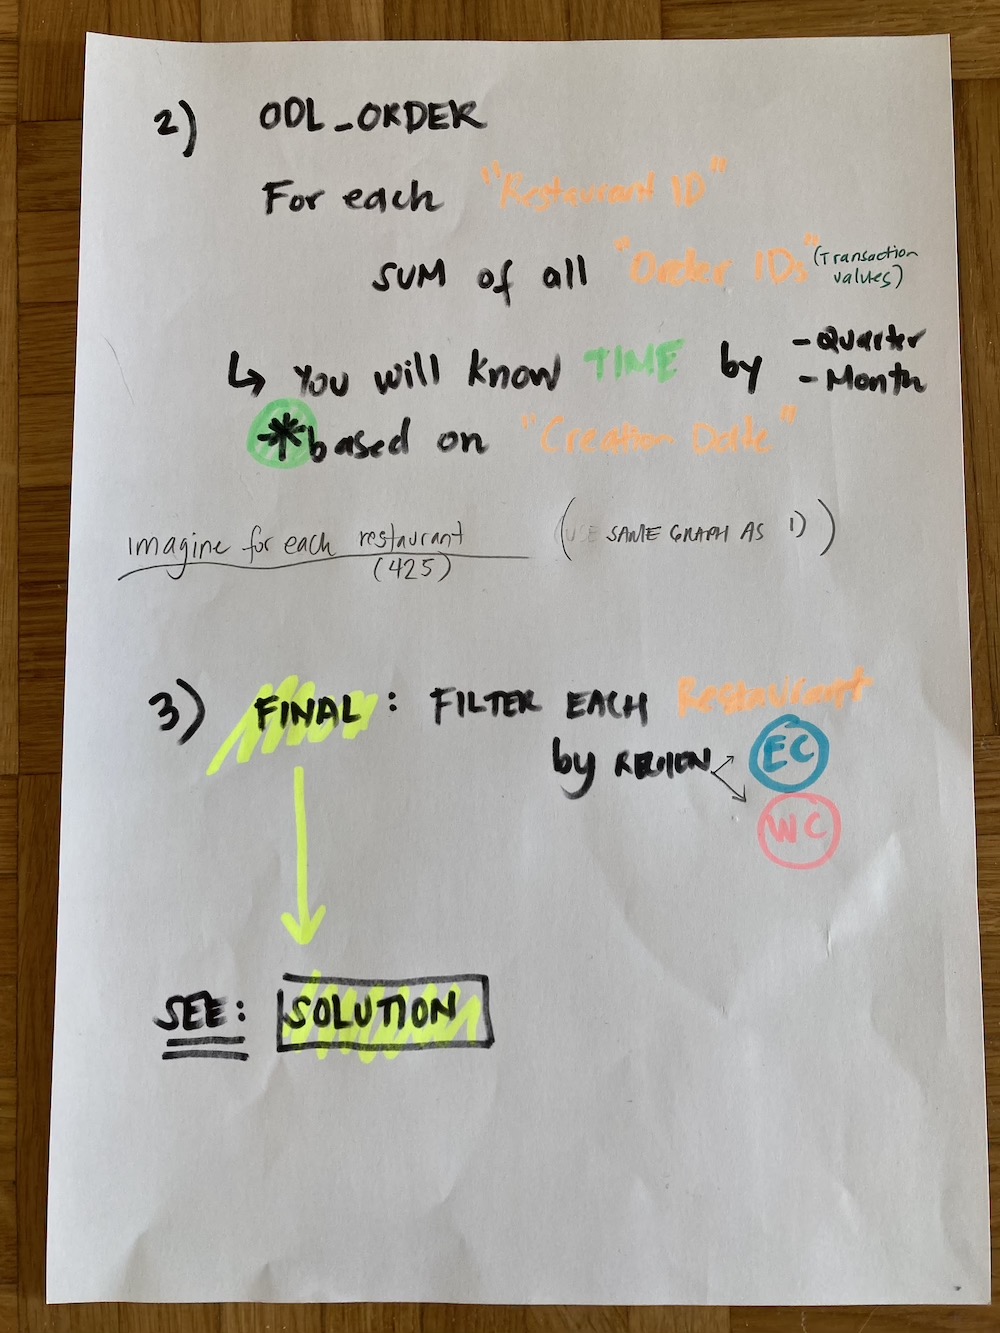 2) ODL_ORDER
For each "Restaurant ID"
SUM of all "Order IDs" (Transaction values)
↳ You will know TIME by - Quarter
- Month
* based on "Creation Date"
imagine for each restaurant (USE SAME GRAPH AS 1))
(425)
3) FINAL: FILTER EACH Restaurant
by REGION EC
WC
SEE: SOLUTION